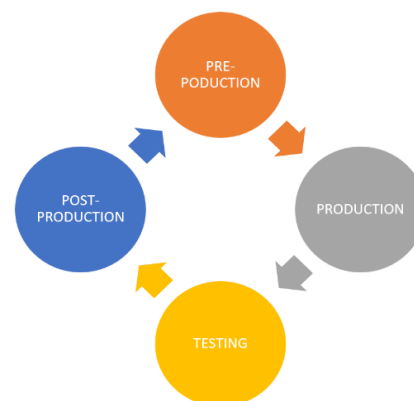 PRE-
PODUCTION
PRODUCTION
TESTING
POST-
PRODUCTION